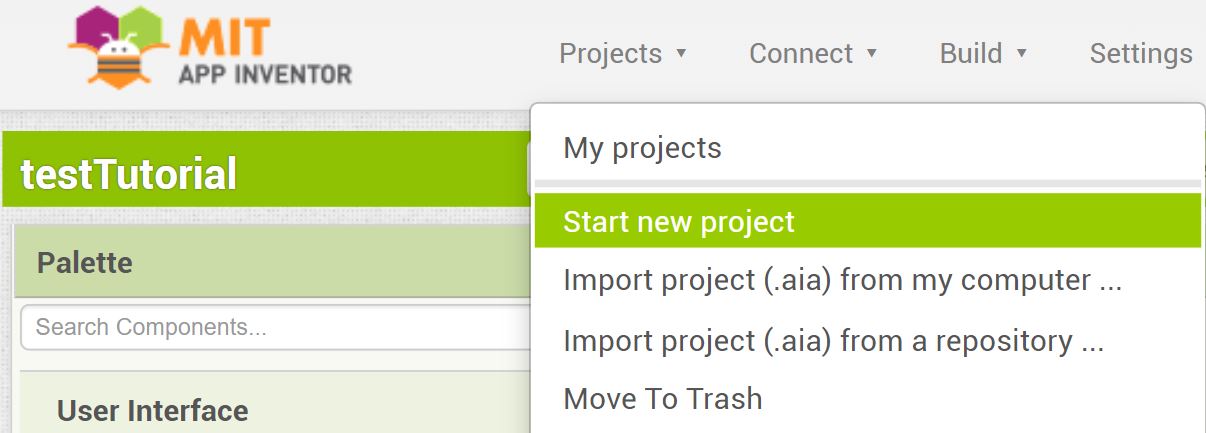 MIT
APP INVENTOR
Projects ▾ Connect ▾ Build ▾ Settings
testTutorial
My projects
Start new project
Palette
Import project (.aia) from my computer ...
Search Components...
Import project (.aia) from a repository ...
Move To Trash
User Interface